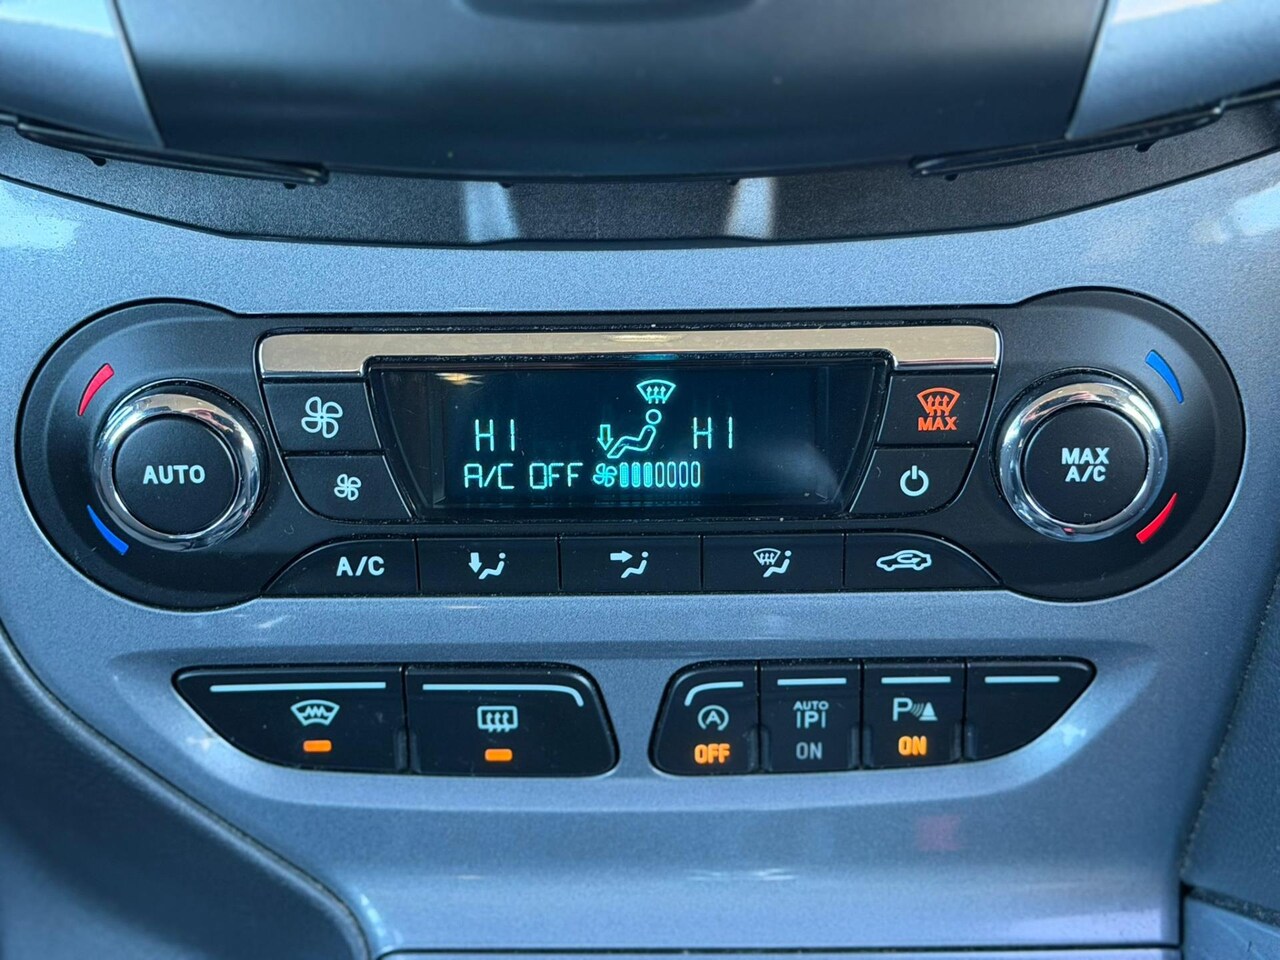 HI HI
A/C OFF
AUTO
MAX
MAX
A/C
A/C
OFF
AUTO
P
ON
P
ON